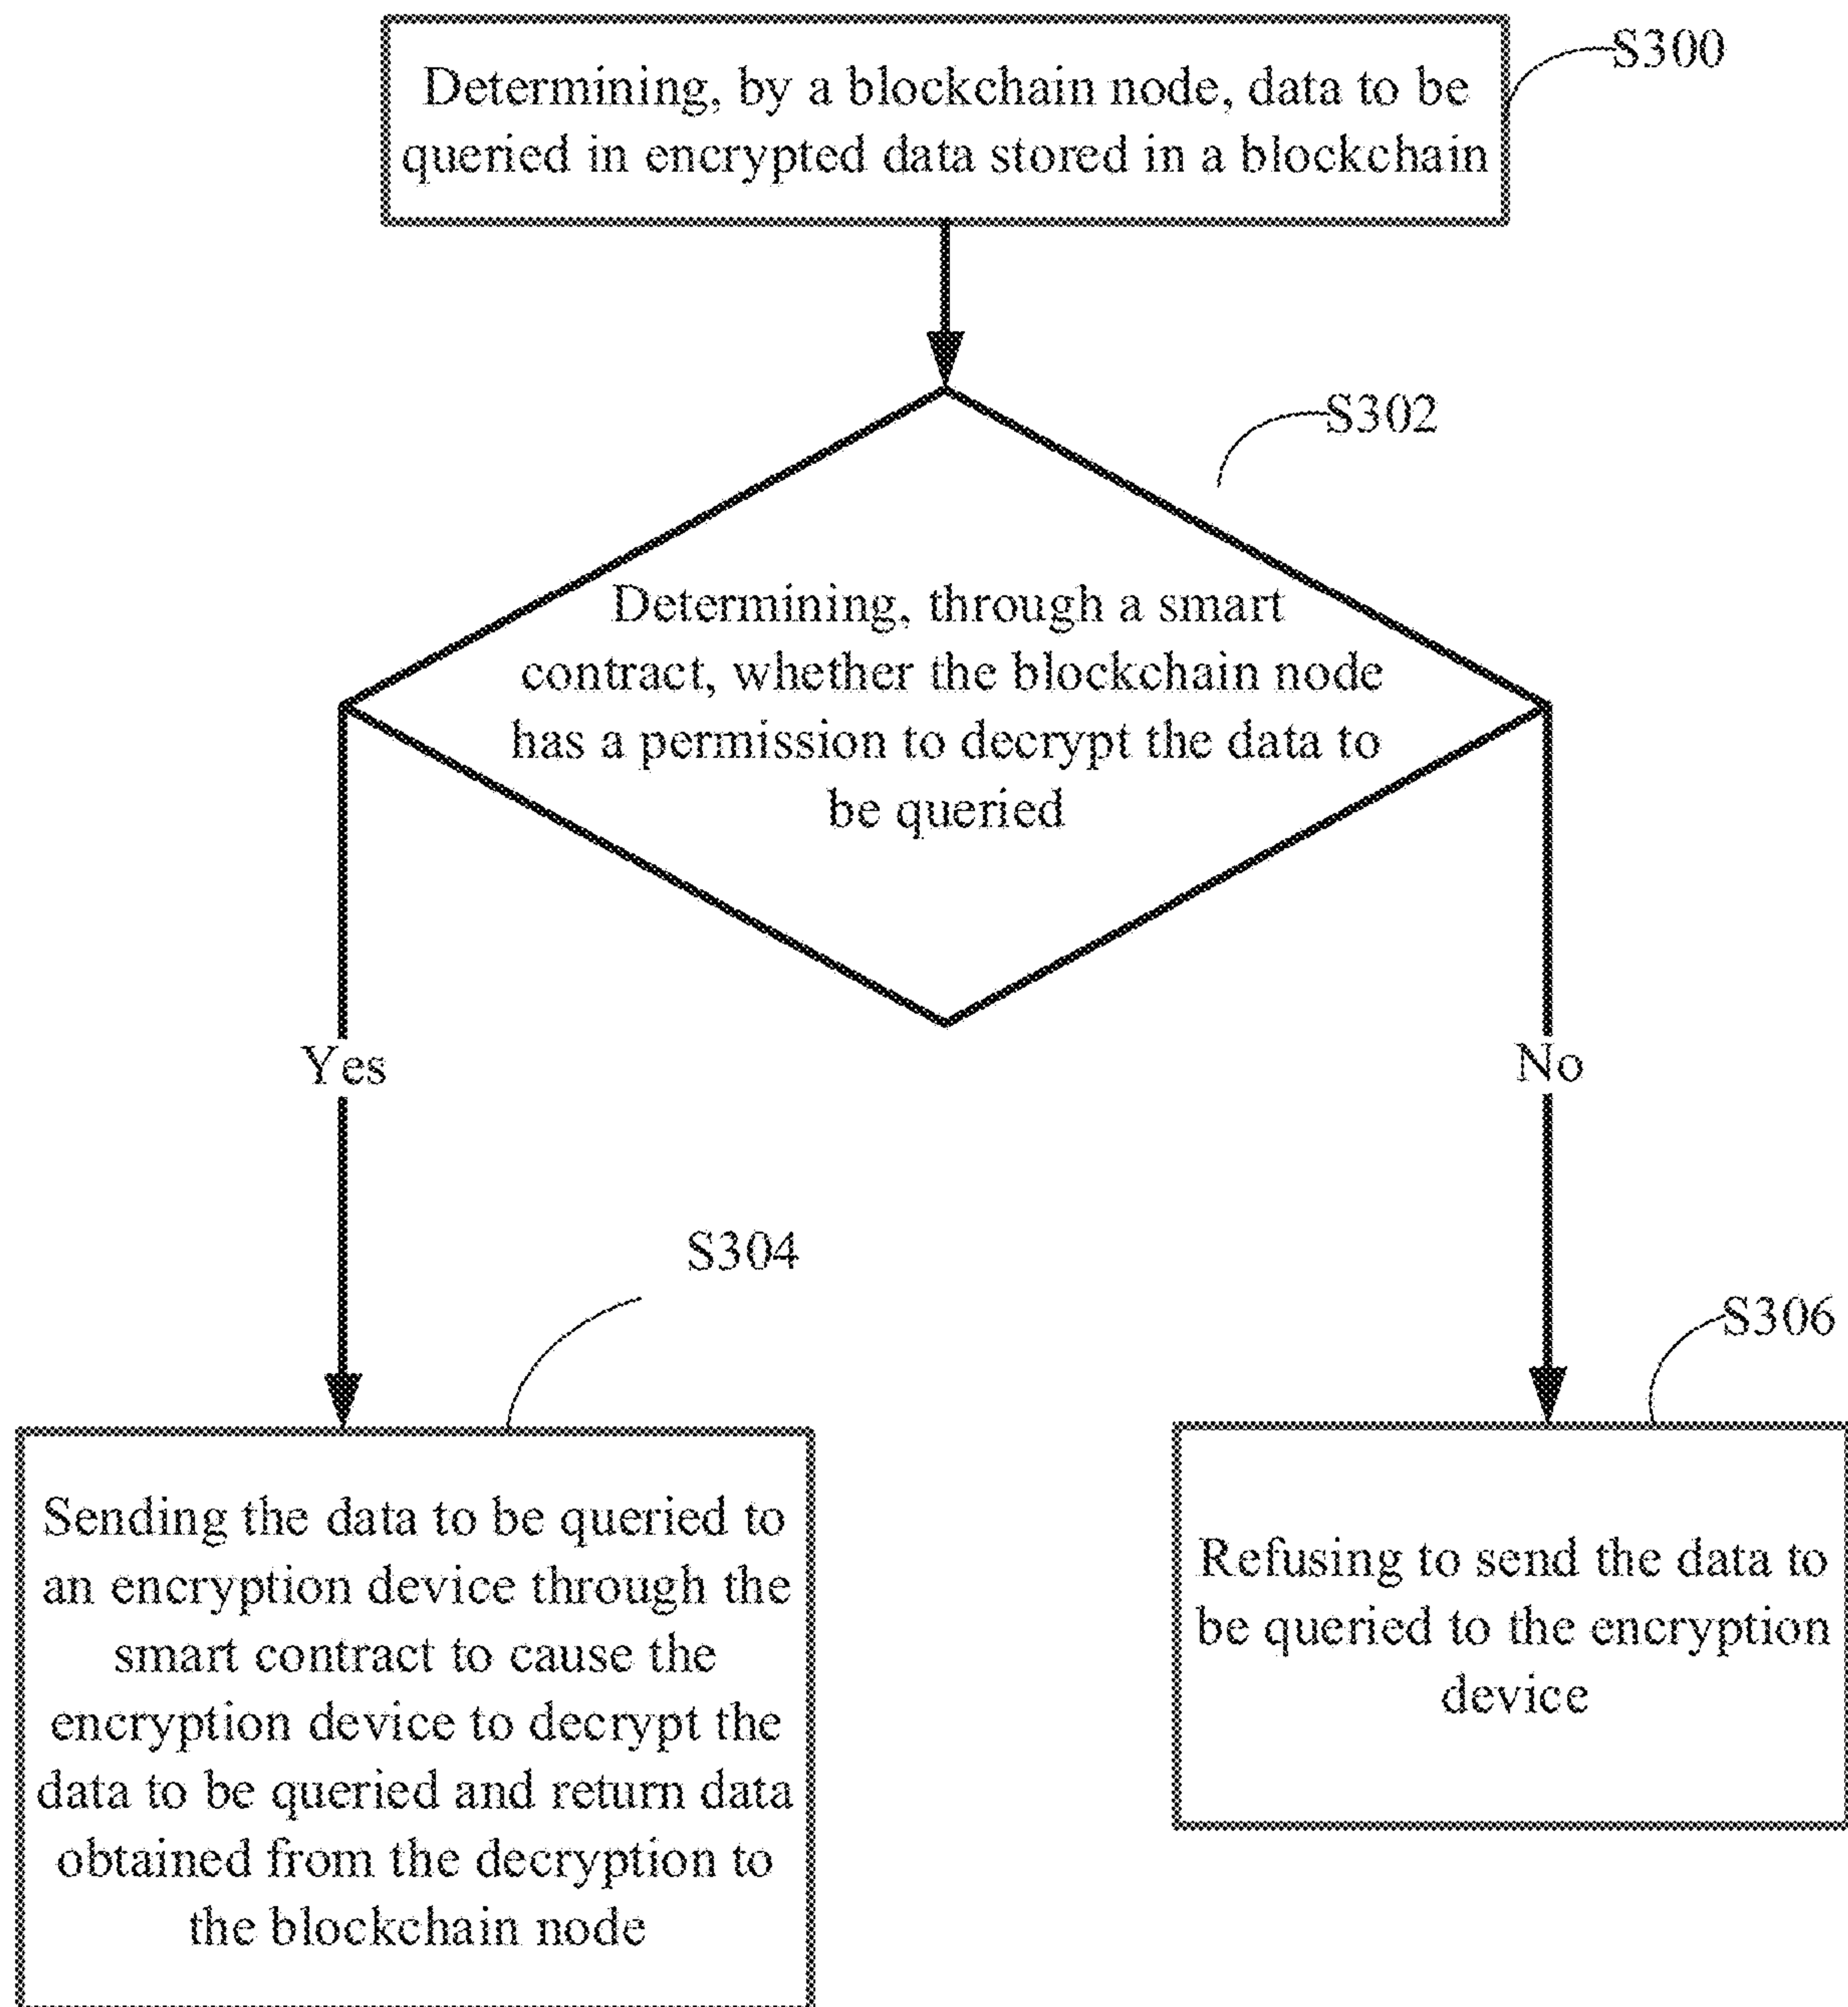 S300
Determining, by a blockchain node, data to be
queried in encrypted data stored in a blockchain
S302
Determining, through a smart
contract, whether the blockchain node
has a permission to decrypt the data to
be queried
Yes
No
S304
Sending the data to be queried to
an encryption device through the
smart contract to cause the
encryption device to decrypt the
data to be queried and return data
obtained from the decryption to
the blockchain node
S306
Refusing to send the data to
be queried to the encryption
device